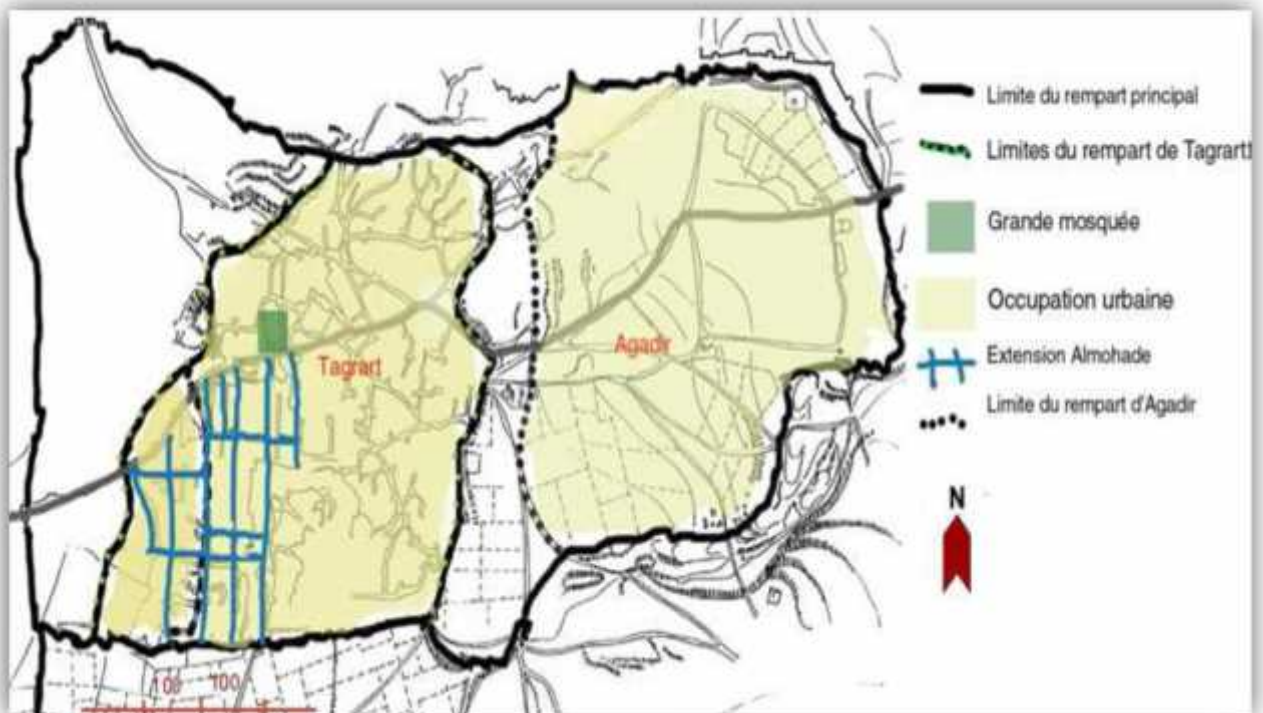 Limite du rempart principal
Limites du rempart de Tagrartt
Grande mosquée
Occupation urbaine
Extension Almohade
Limite du rempart d'Agadir
N
Tagrart
Agadir
100 100